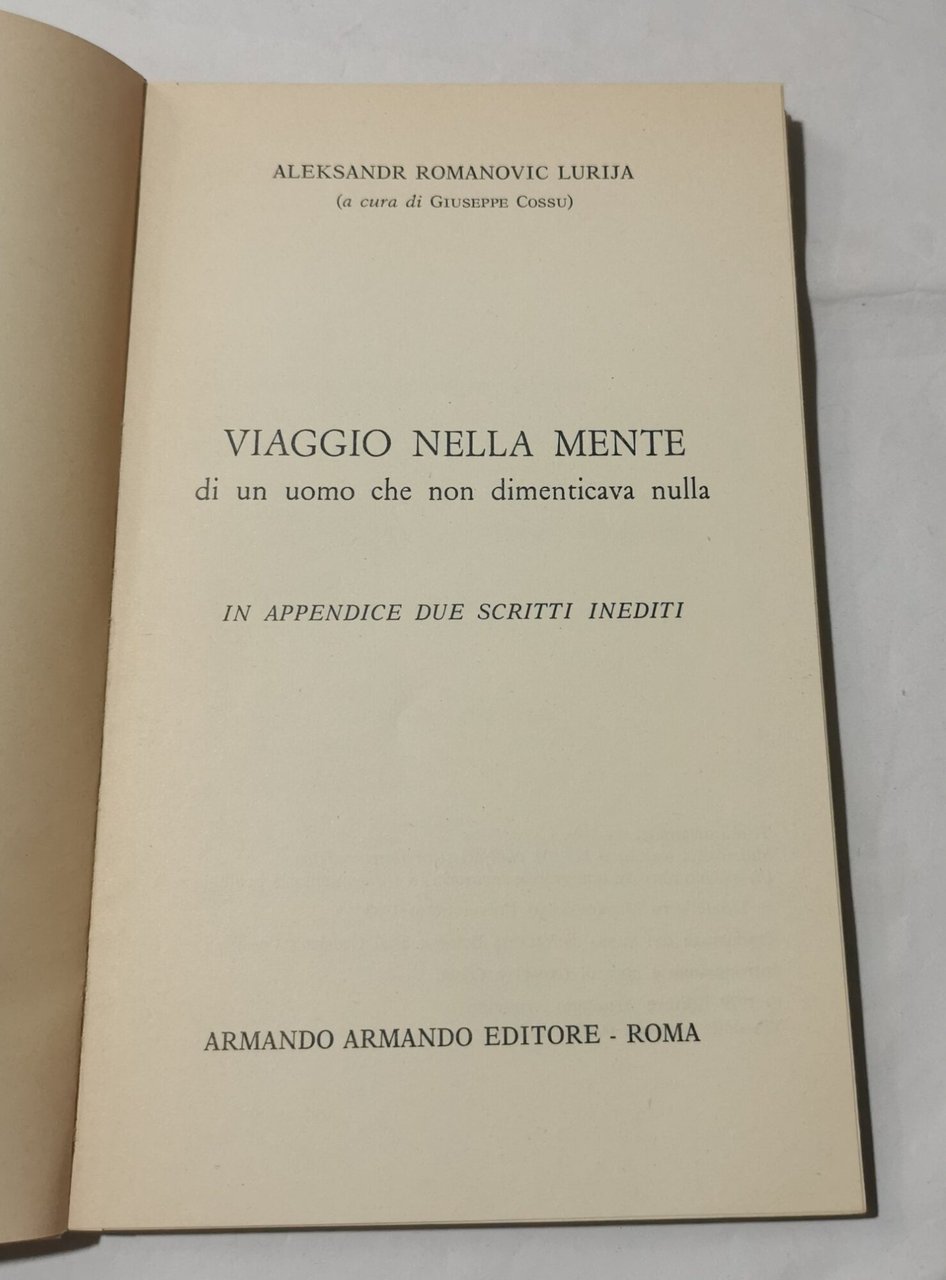 ALEKSANDR ROMANOVIC LURIJA
(a cura di GIUSEPPE COSSU)
VIAGGIO NELLA MENTE
di un uomo che non dimenticava nulla
IN APPENDICE DUE SCRITTI INEDITI
ARMANDO ARMANDO EDITORE - ROMA